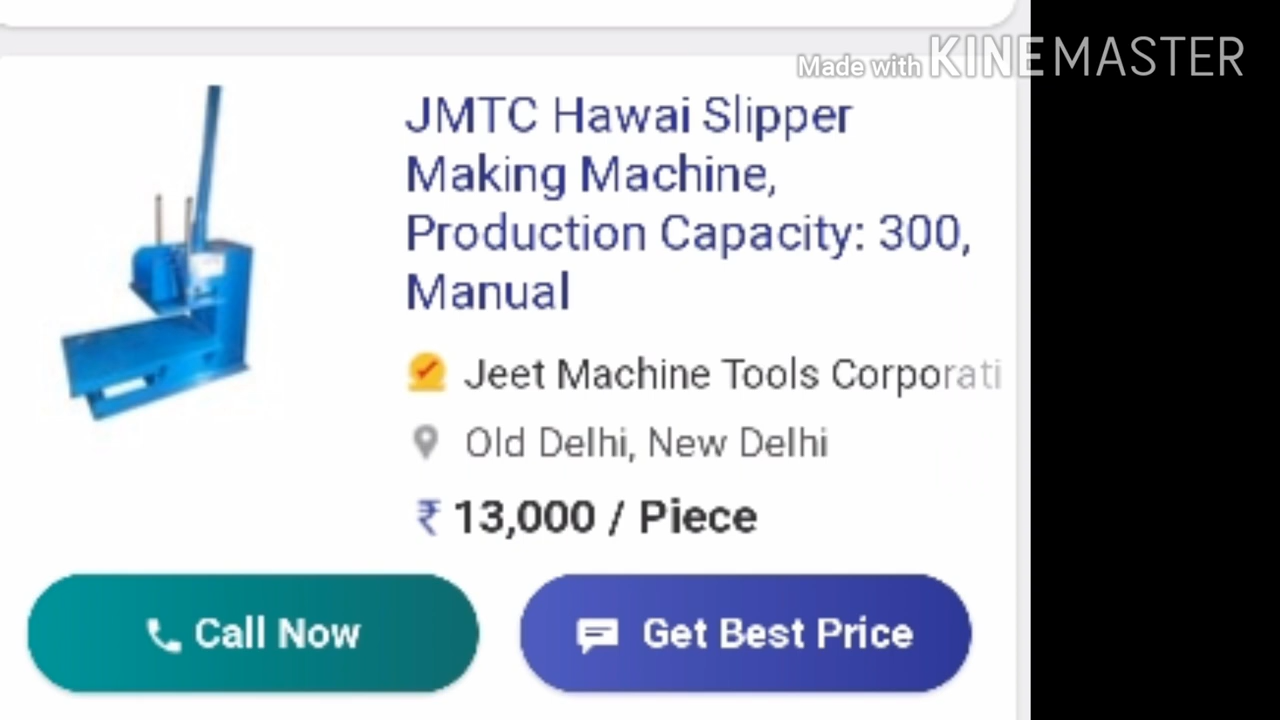 Made with KINEMASTER
JMTC Hawai Slipper
Making Machine,
Production Capacity: 300,
Manual
Jeet Machine Tools Corporati
Old Delhi, New Delhi
₹ 13,000 / Piece
Call Now
Get Best Price